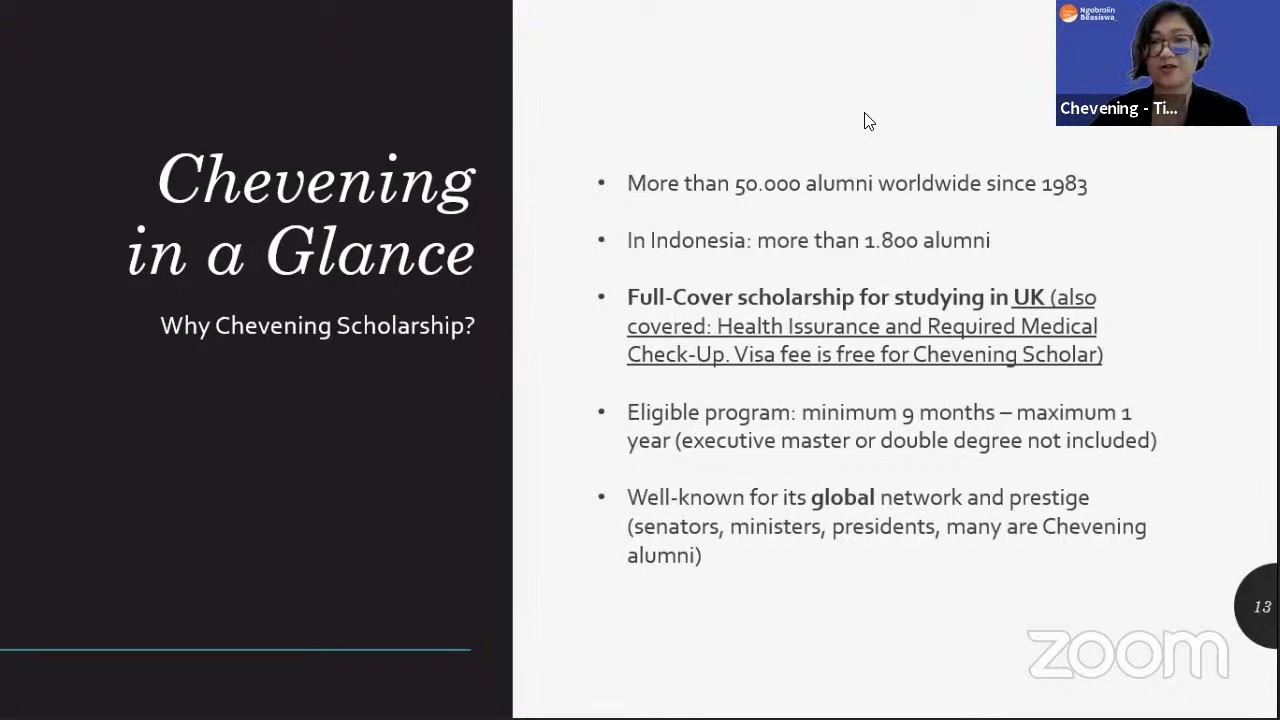 Chevening
in a Glance
Why Chevening Scholarship?
• More than 50.000 alumni worldwide since 1983
• In Indonesia: more than 1.800 alumni
• Full-Cover scholarship for studying in UK (also
covered: Health Issurance and Required Medical
Check-Up. Visa fee is free for Chevening Scholar)
• Eligible program: minimum 9 months – maximum 1
year (executive master or double degree not included)
• Well-known for its global network and prestige
(senators, ministers, presidents, many are Chevening
alumni)
Ngobrolin
Beasiswa_
Chevening - Ti...
13
zoom